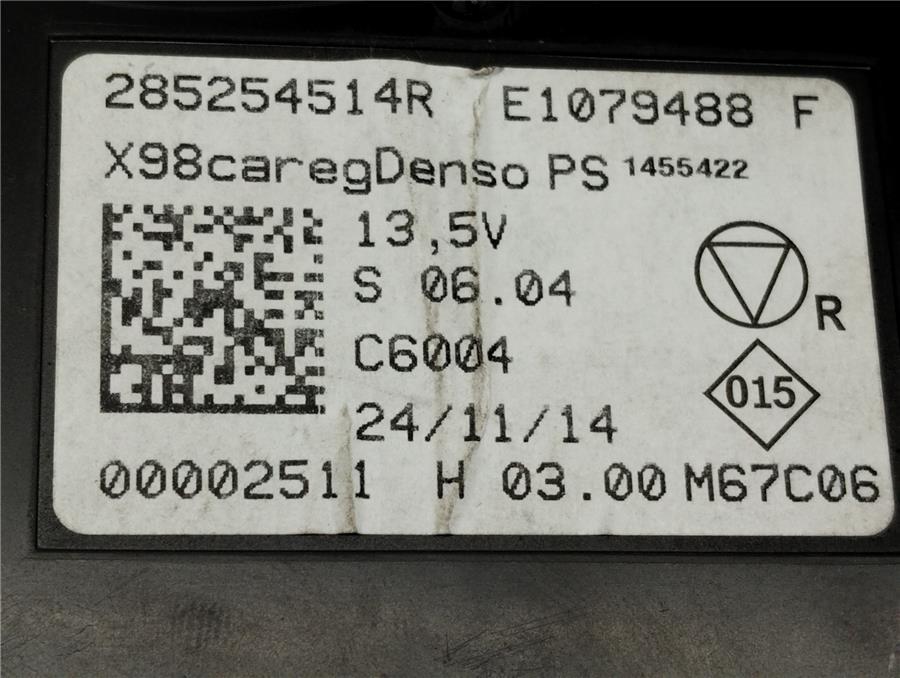 285254514R E1079488 F
X98caregDenso PS 1455422
13,5V
S 06.04
R
C6004
015
24/11/14
00002511 H 03.00 M67C06